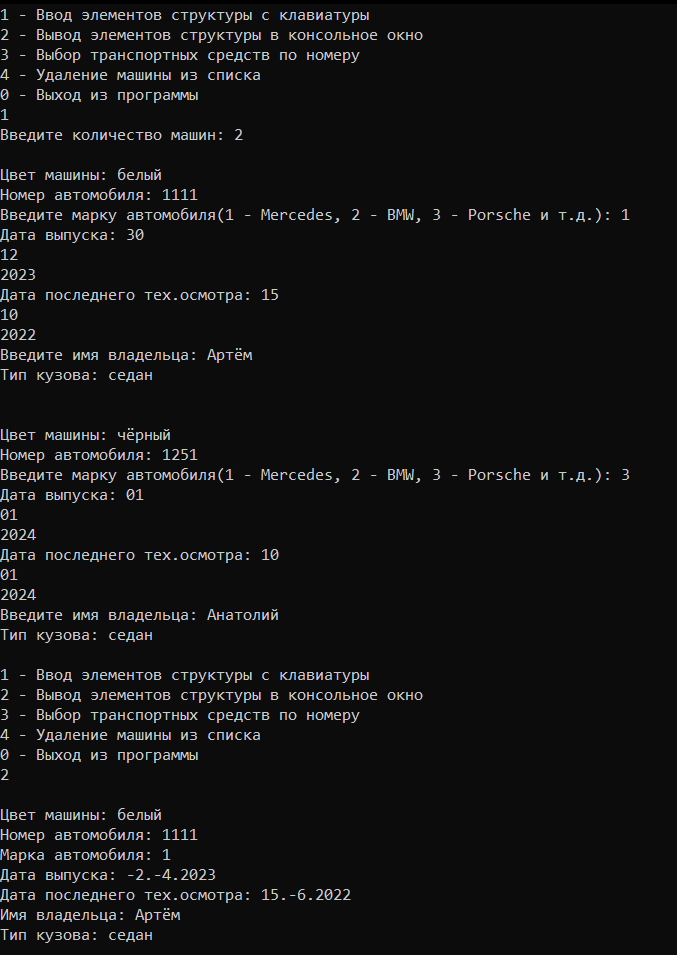 1 - Ввод элементов структуры с клавиатуры
2 - Вывод элементов структуры в консольное окно
3 - Выбор транспортных средств по номеру
4 - Удаление машины из списка
0 - Выход из программы
1
Введите количество машин: 2
Цвет машины: белый
Номер автомобиля: 1111
Введите марку автомобиля(1 - Mercedes, 2 - BMW, 3 - Porsche и т.д.): 1
Дата выпуска: 30
12
2023
Дата последнего тех.осмотра: 15
10
2022
Введите имя владельца: Артём
Тип кузова: седан
Цвет машины: чёрный
Номер автомобиля: 1251
Введите марку автомобиля(1 - Mercedes, 2 - BMW, 3 - Porsche и т.д.): 3
Дата выпуска: 01
01
2024
Дата последнего тех.осмотра: 10
01
2024
Введите имя владельца: Анатолий
Тип кузова: седан
1 - Ввод элементов структуры с клавиатуры
2 - Вывод элементов структуры в консольное окно
3 - Выбор транспортных средств по номеру
4 - Удаление машины из списка
0 - Выход из программы
2
Цвет машины: белый
Номер автомобиля: 1111
Марка автомобиля: 1
Дата выпуска: -2.-4.2023
Дата последнего тех.осмотра: 15.-6.2022
Имя владельца: Артём
Тип кузова: седан